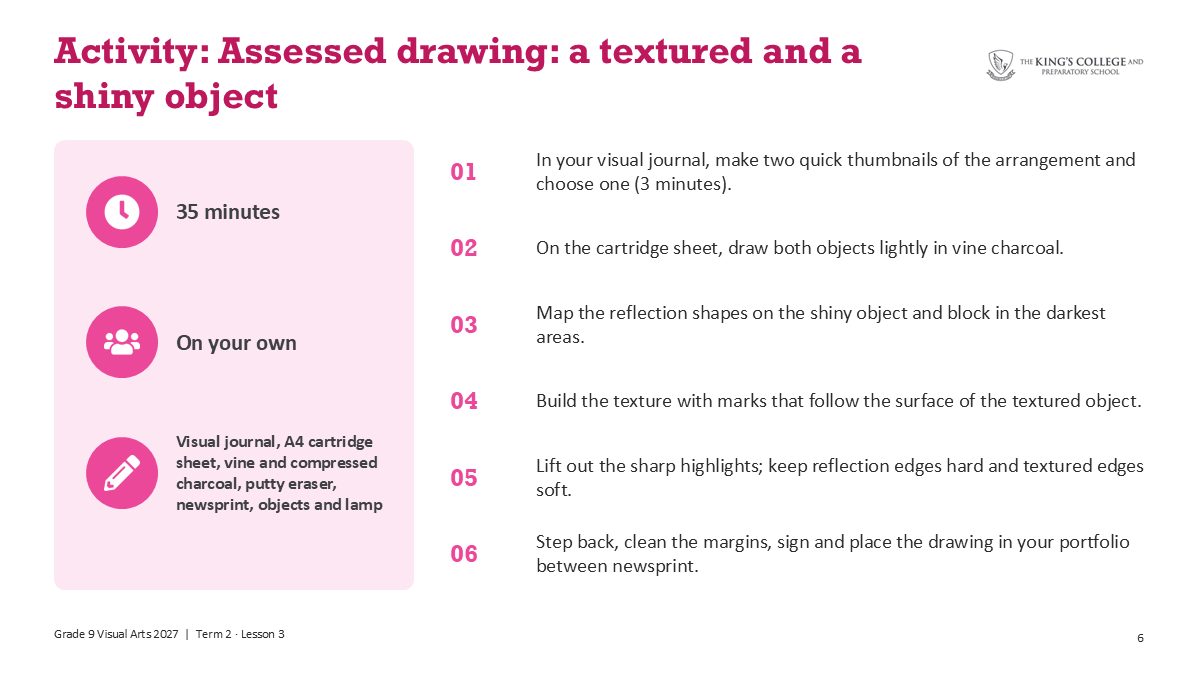 Activity: Assessed drawing: a textured and a
shiny object
THE KING'S COLLEGE AND
PREPARATORY SCHOOL
35 minutes
On your own
Visual journal, A4 cartridge
sheet, vine and compressed
charcoal, putty eraser,
newsprint, objects and lamp
01
In your visual journal, make two quick thumbnails of the arrangement and
choose one (3 minutes).
02
On the cartridge sheet, draw both objects lightly in vine charcoal.
03
Map the reflection shapes on the shiny object and block in the darkest
areas.
04
Build the texture with marks that follow the surface of the textured object.
05
Lift out the sharp highlights; keep reflection edges hard and textured edges
soft.
06
Step back, clean the margins, sign and place the drawing in your portfolio
between newsprint.
Grade 9 Visual Arts 2027 | Term 2 · Lesson 3
6